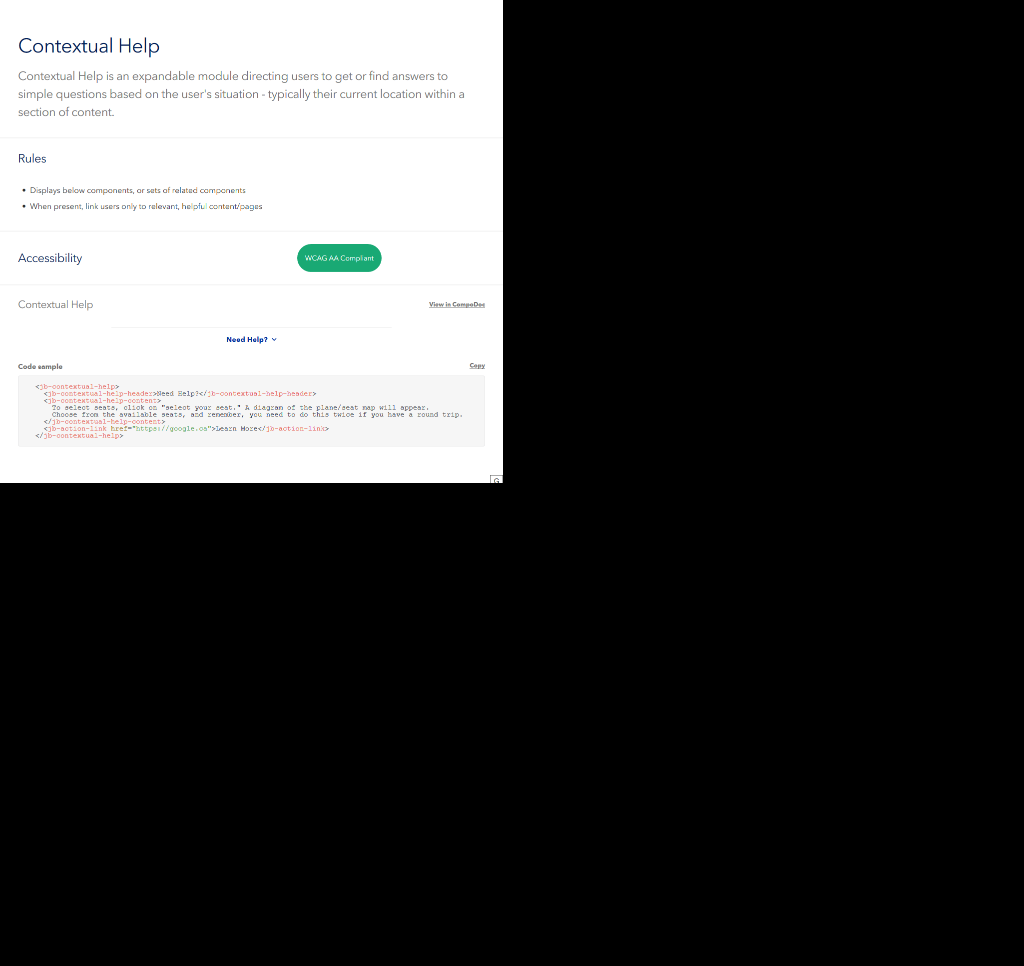 Contextual Help
Contextual Help is an expandable module directing users to get or find answers to
simple questions based on the user's situation - typically their current location within a
section of content.
Rules
• Displays below components, or sets of related components
• When present, link users only to relevant, helpful content/pages
Accessibility
WCAG AA Compliant
Contextual Help
View in CompoDoc
Need Help?
Code sample
Copy
<jb-contextual-help>
<jb-contextual-help-header>Need Help?</jb-contextual-help-header>
<jb-contextual-help-content>
To select seats, click on "select your seat." A diagram of the plane/seat map will appear.
Choose from the available seats, and remember, you need to do this twice if you have a round trip.
</jb-contextual-help-content>
<jb-action-link href="https://google.ca">Learn More</jb-action-link>
</jb-contextual-help>
G